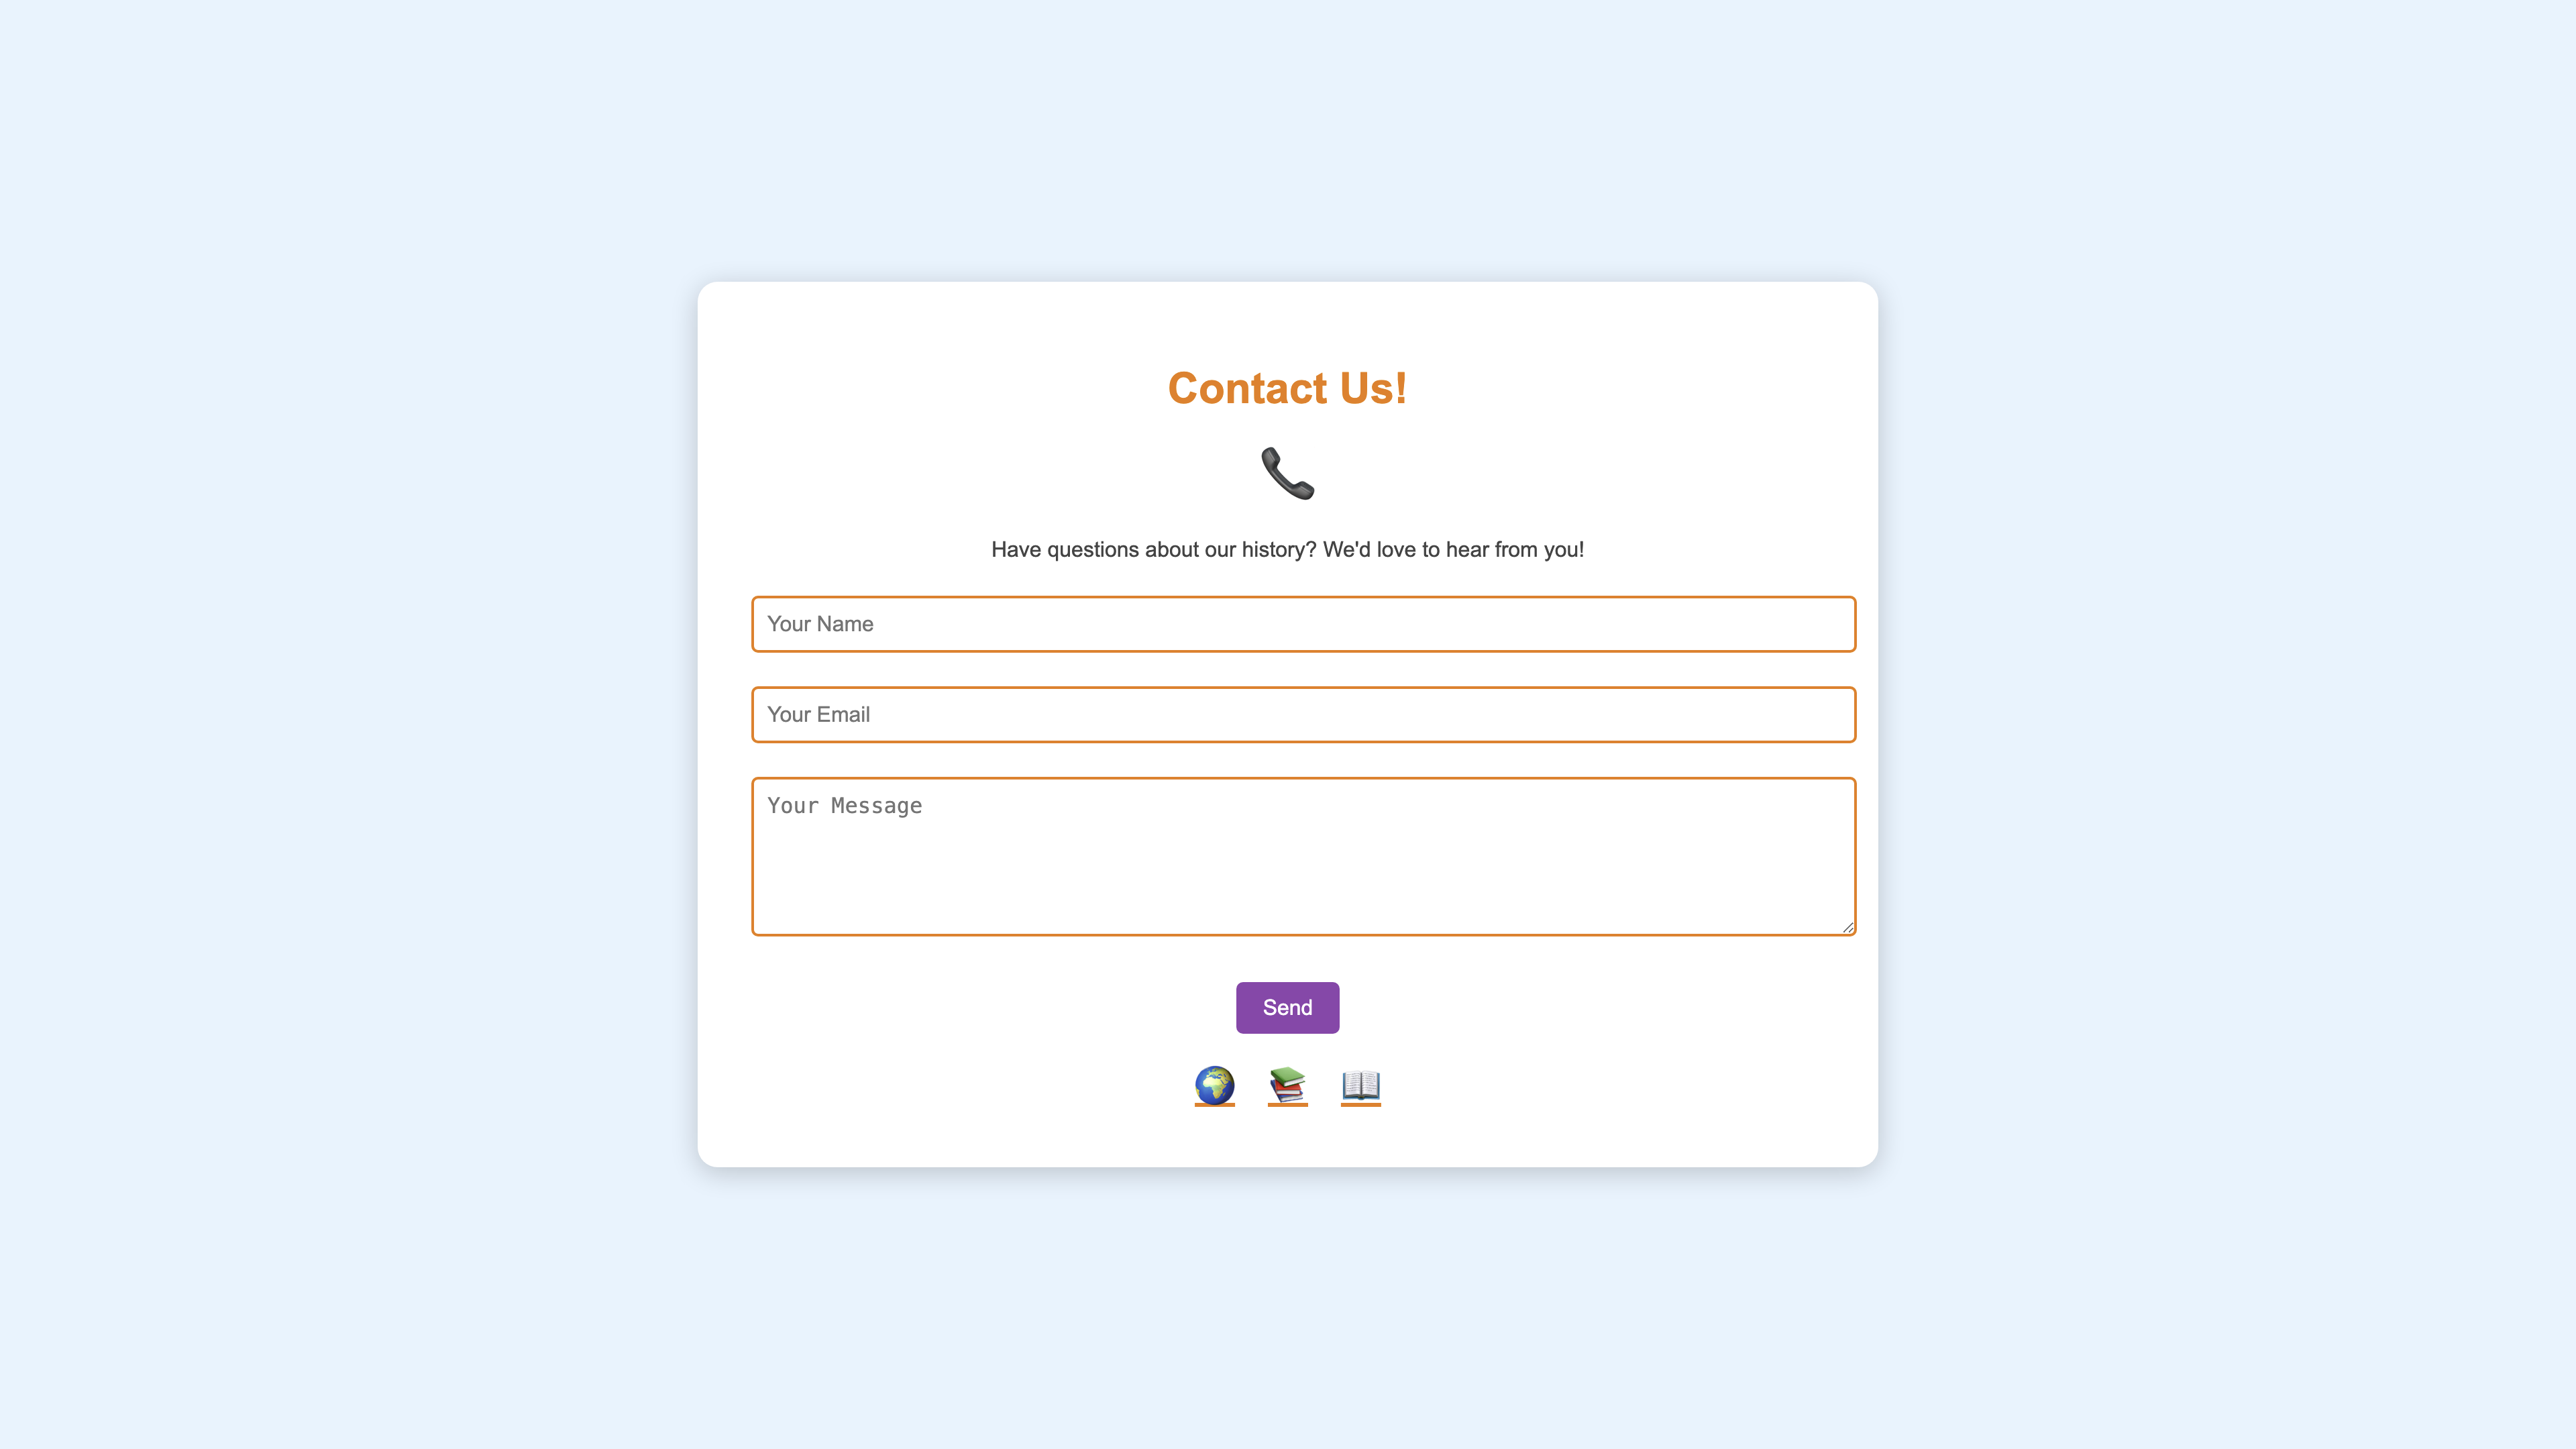 Contact Us!
Have questions about our history? We'd love to hear from you!
Your Name
Your Email
Your Message
Send